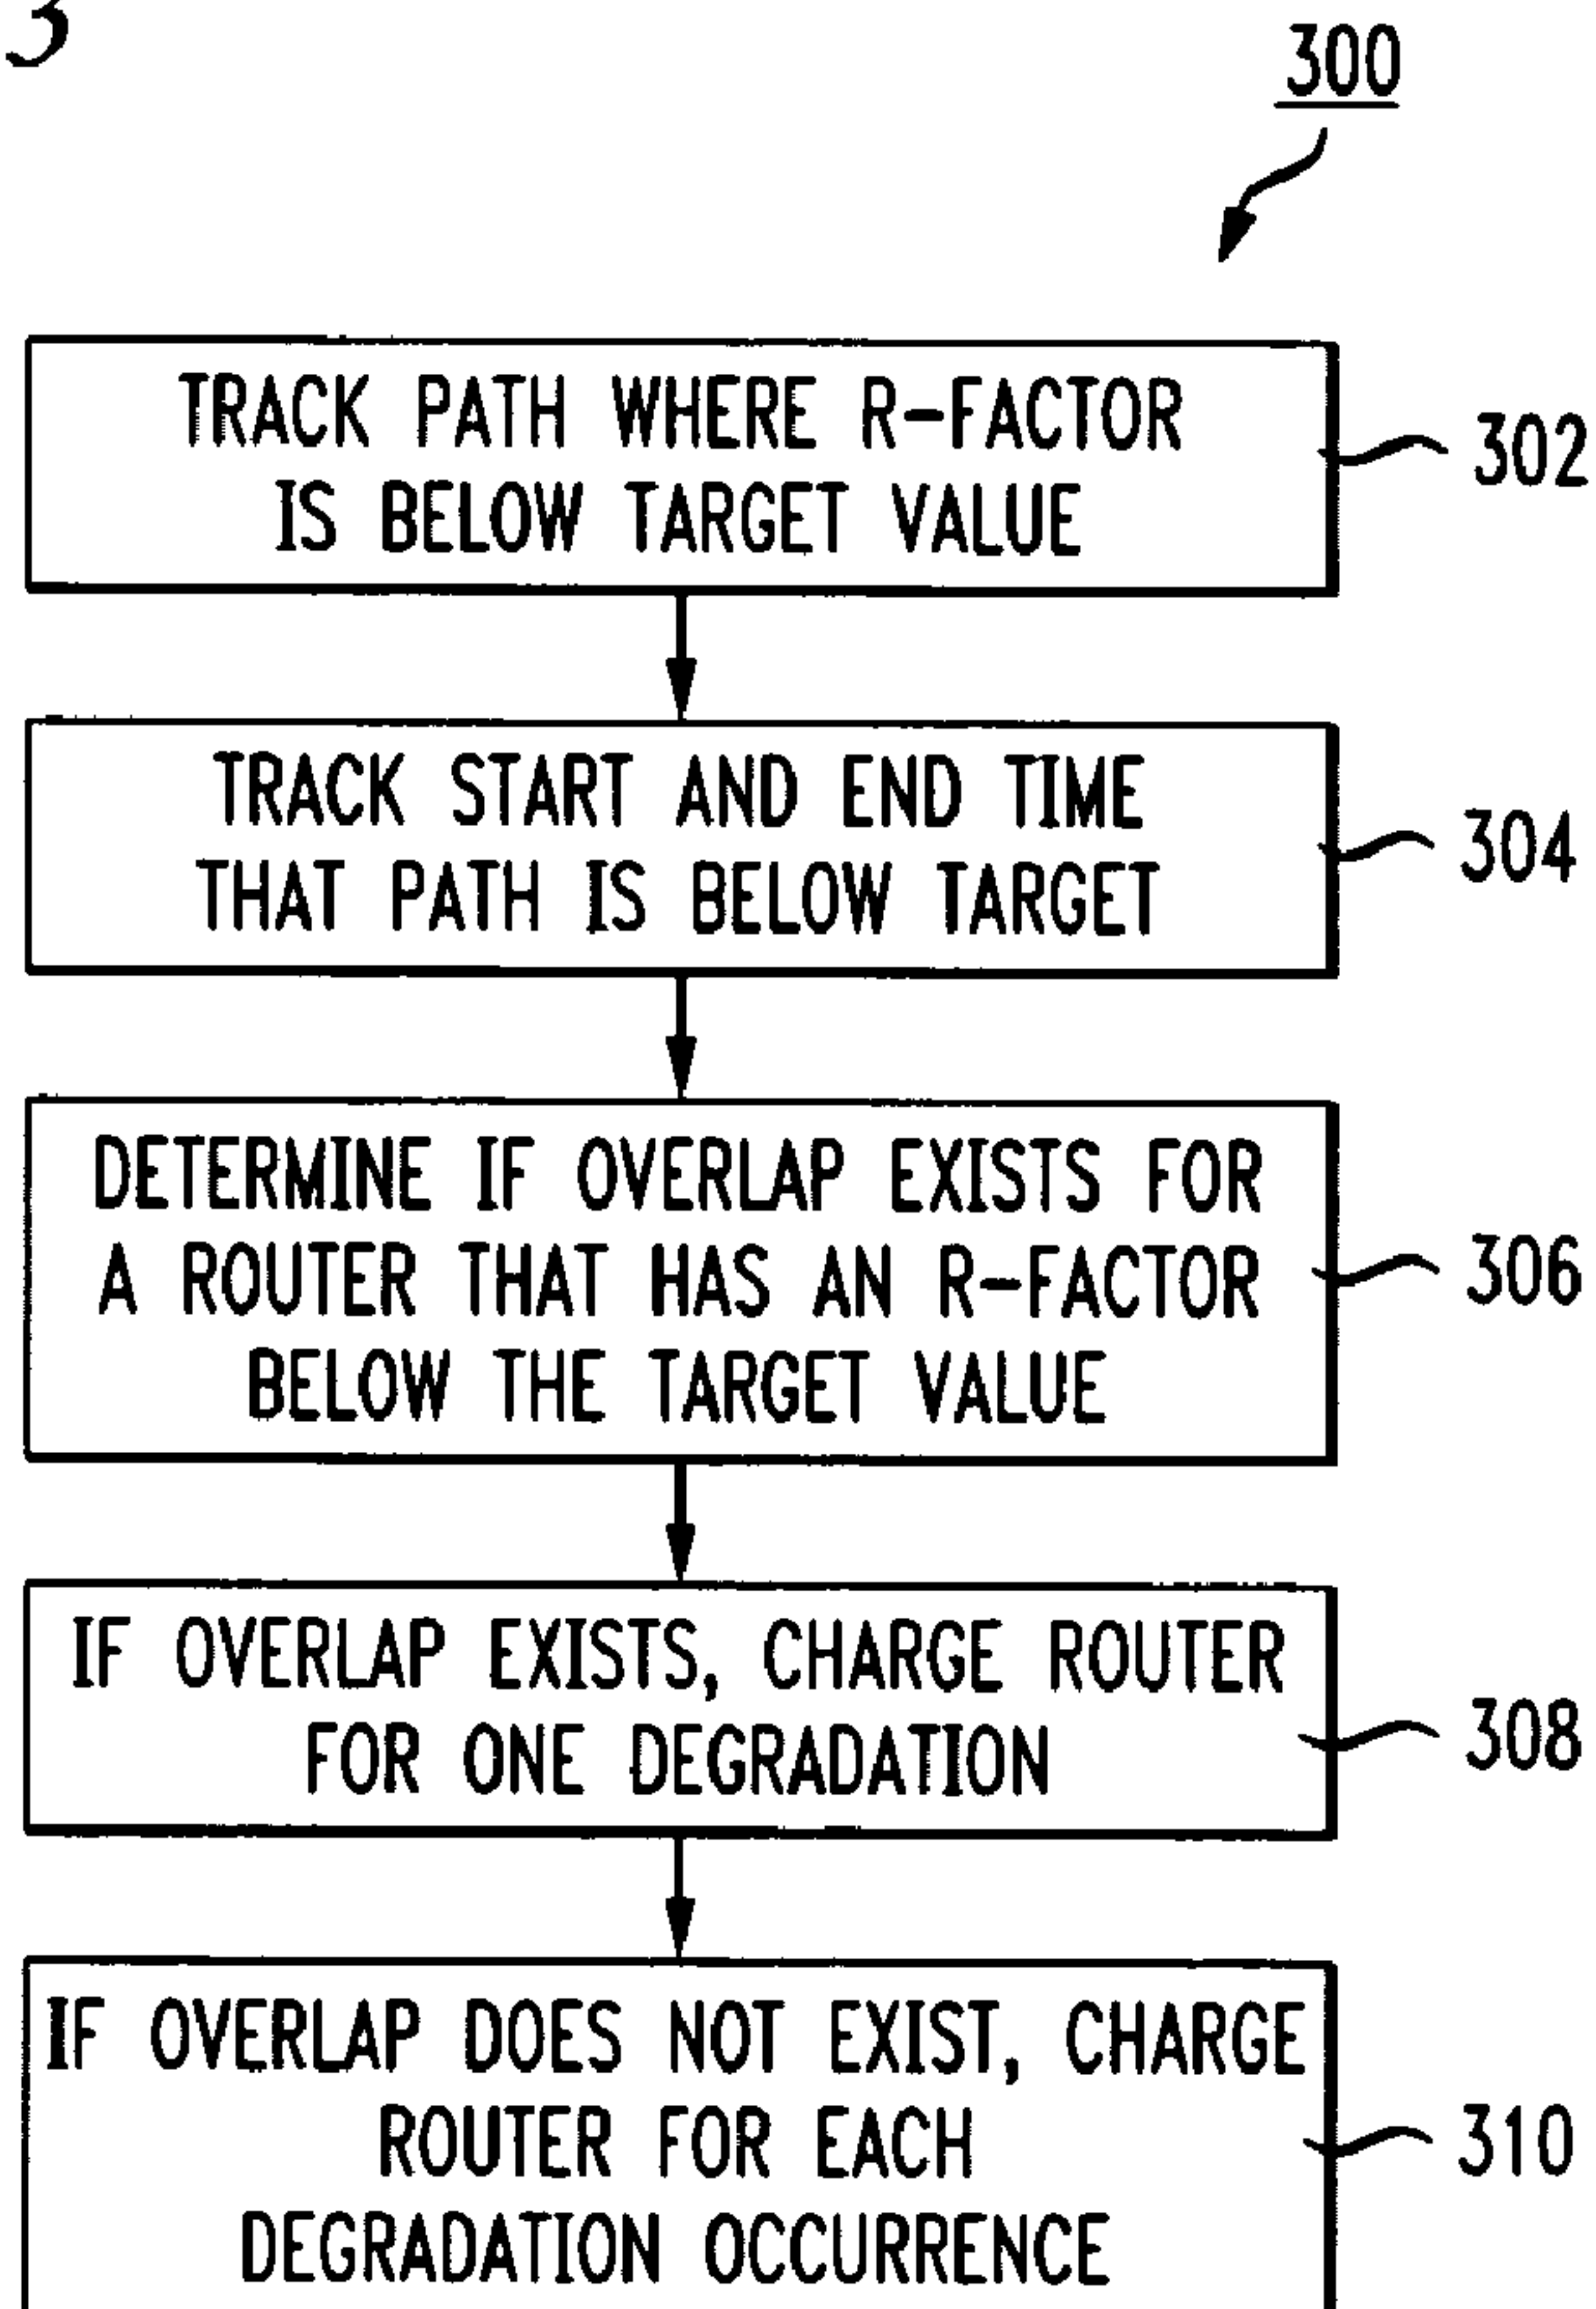 3
300
TRACK PATH WHERE R-FACTOR
IS BELOW TARGET VALUE
302
TRACK START AND END TIME
THAT PATH IS BELOW TARGET
304
DETERMINE IF OVERLAP EXISTS FOR
A ROUTER THAT HAS AN R-FACTOR
BELOW THE TARGET VALUE
306
IF OVERLAP EXISTS, CHARGE ROUTER
FOR ONE DEGRADATION
308
IF OVERLAP DOES NOT EXIST, CHARGE
ROUTER FOR EACH
DEGRADATION OCCURRENCE
310